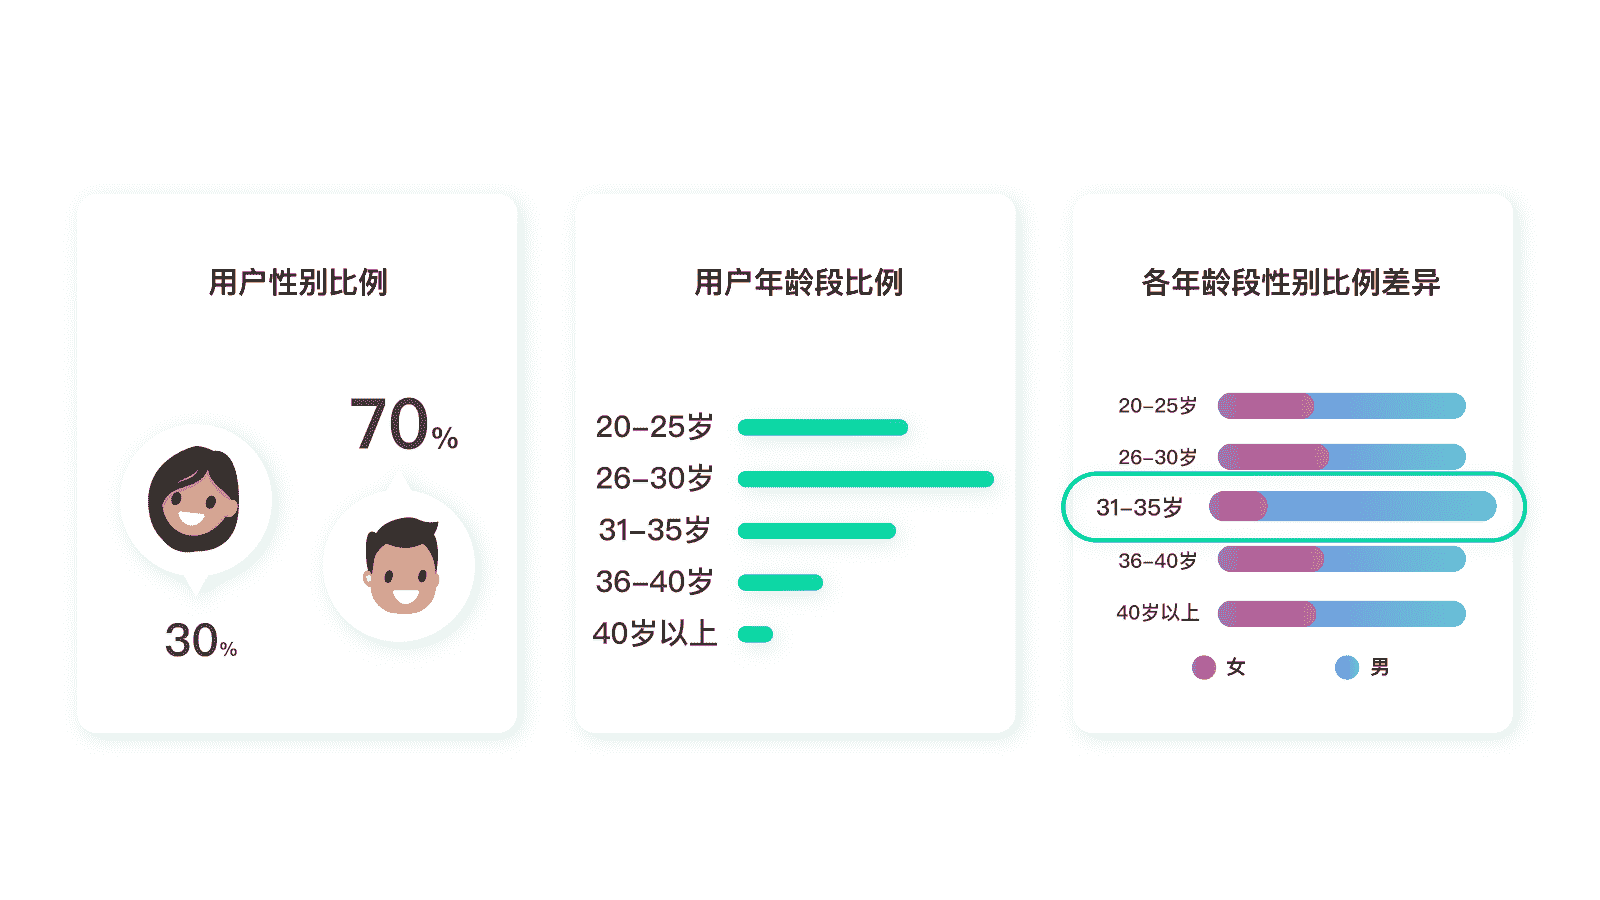 用户性别比例
70%
30%
用户年龄段比例
20-25岁
26-30岁
31-35岁
36-40岁
40岁以上
各年龄段性别比例差异
20-25岁
26-30岁
31-35岁
36-40岁
40岁以上
女 男